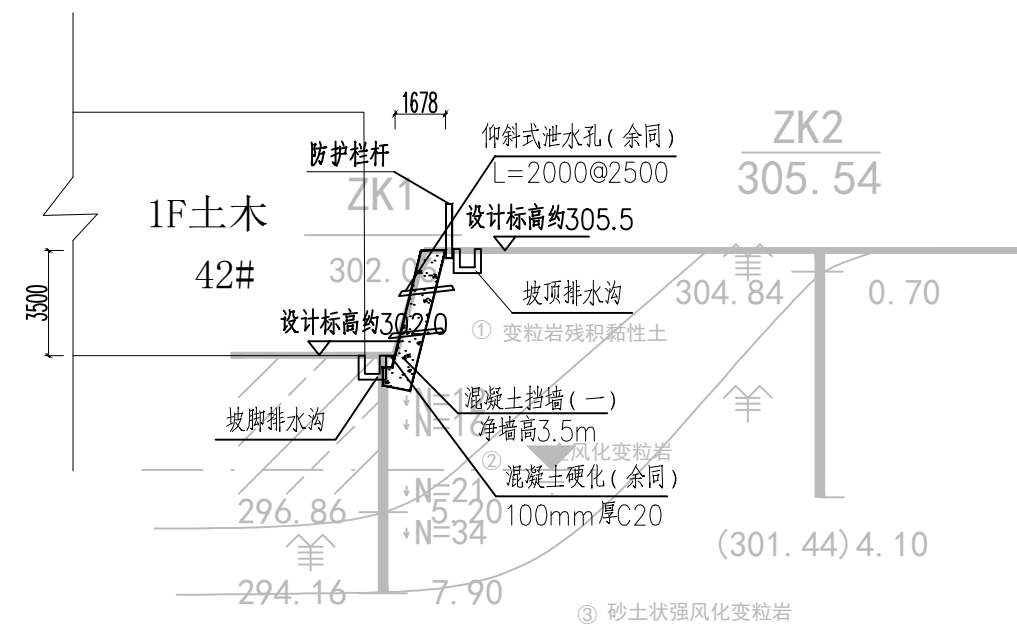 1678
仰斜式泄水孔(余同)
L=2000@2500
ZK2
305.54
防护栏杆
ZK1
1F土木
42#
设计标高约305.5
302.0
3500
设计标高约302.0
坡顶排水沟
304.84
0.70
① 变粒岩残积黏性土
坡脚排水沟
混凝土挡墙(一)
净墙高3.5m
N=16
② 全风化变粒岩
混凝土硬化(余同)
100mm厚C20
N=21
296.86
5.20
N=34
(301.44)4.10
294.16
7.90
③ 砂土状强风化变粒岩